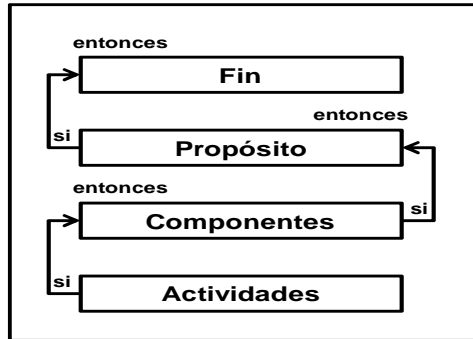 entonces
Fin
si
entonces
Propósito
entonces
Componentes
si
si
Actividades